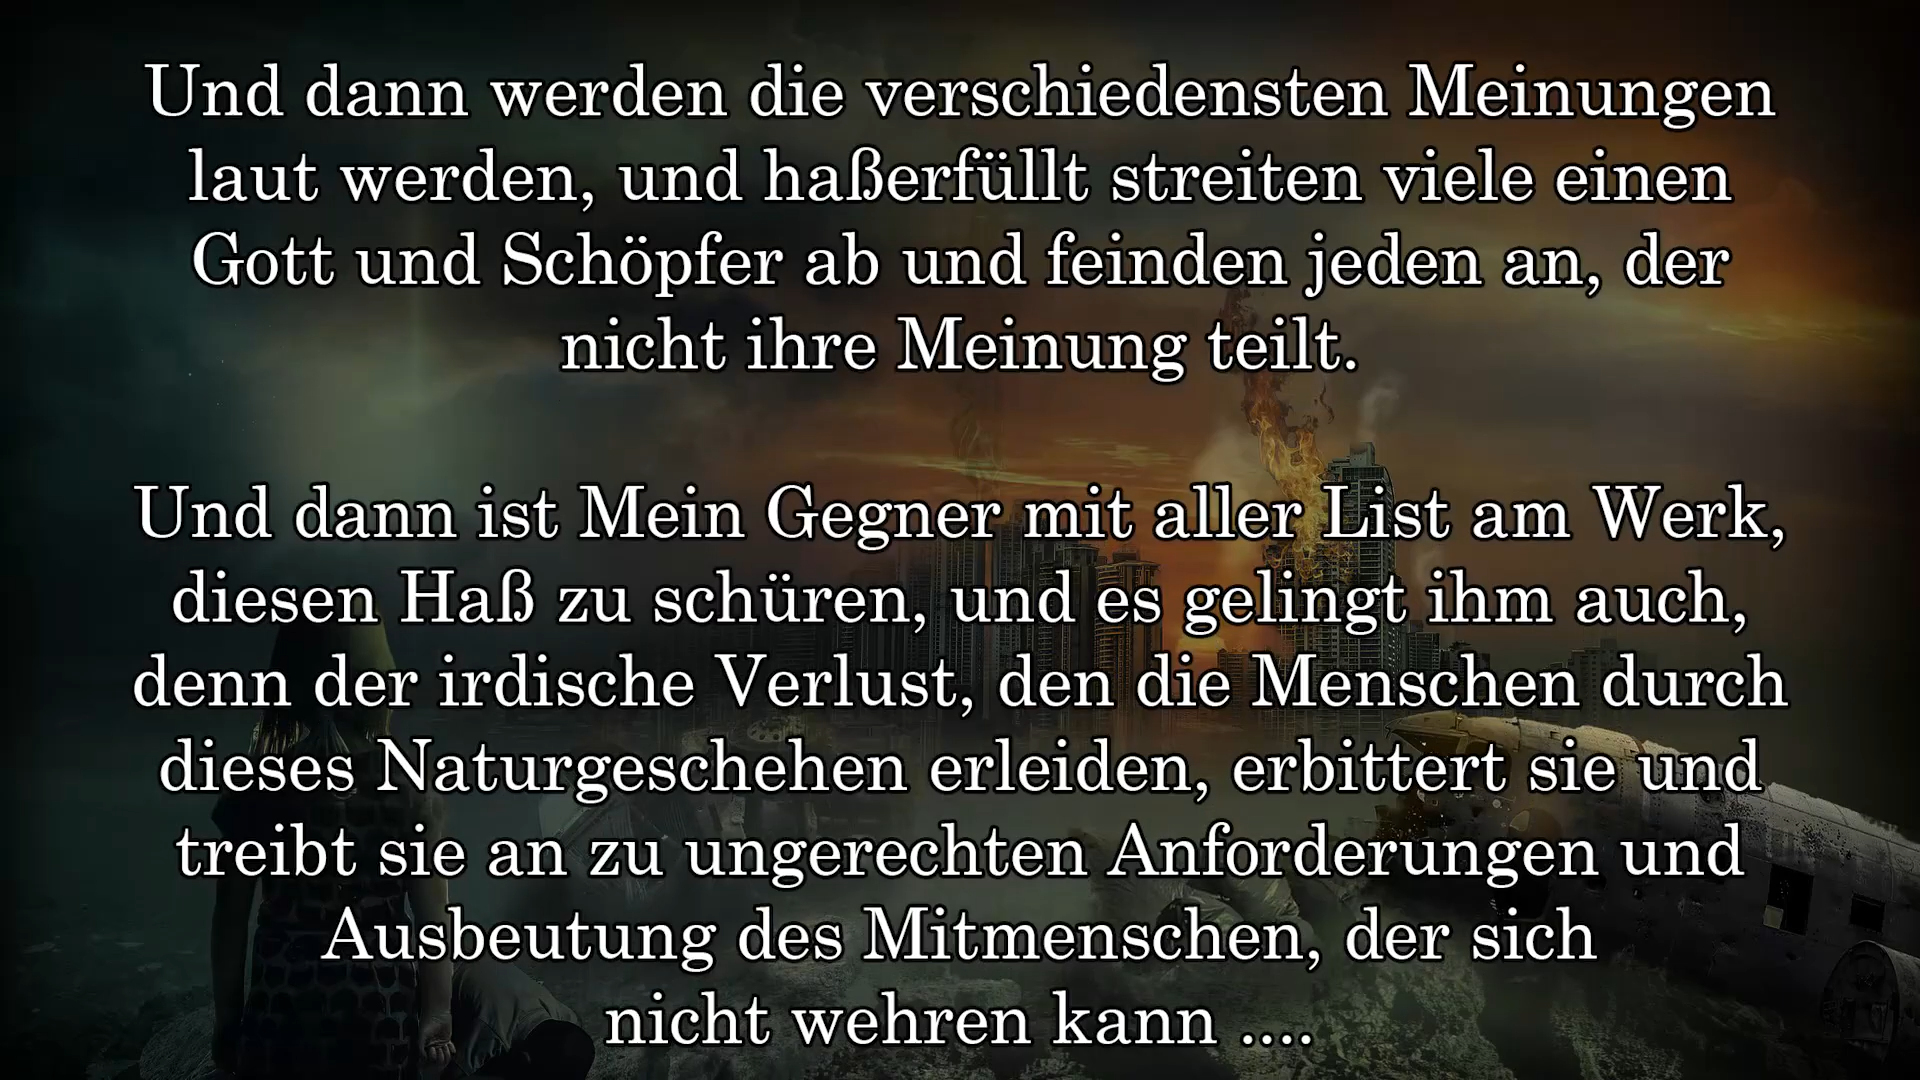 Und dann werden die verschiedensten Meinungen
laut werden, und haßerfüllt streiten viele einen
Gott und Schöpfer ab und feinden jeden an, der
nicht ihre Meinung teilt.
Und dann ist Mein Gegner mit aller List am Werk,
diesen Haß zu schüren, und es gelingt ihm auch,
denn der irdische Verlust, den die Menschen durch
dieses Naturgeschehen erleiden, erbittert sie und
treibt sie an zu ungerechten Anforderungen und
Ausbeutung des Mitmenschen, der sich
nicht wehren kann ....